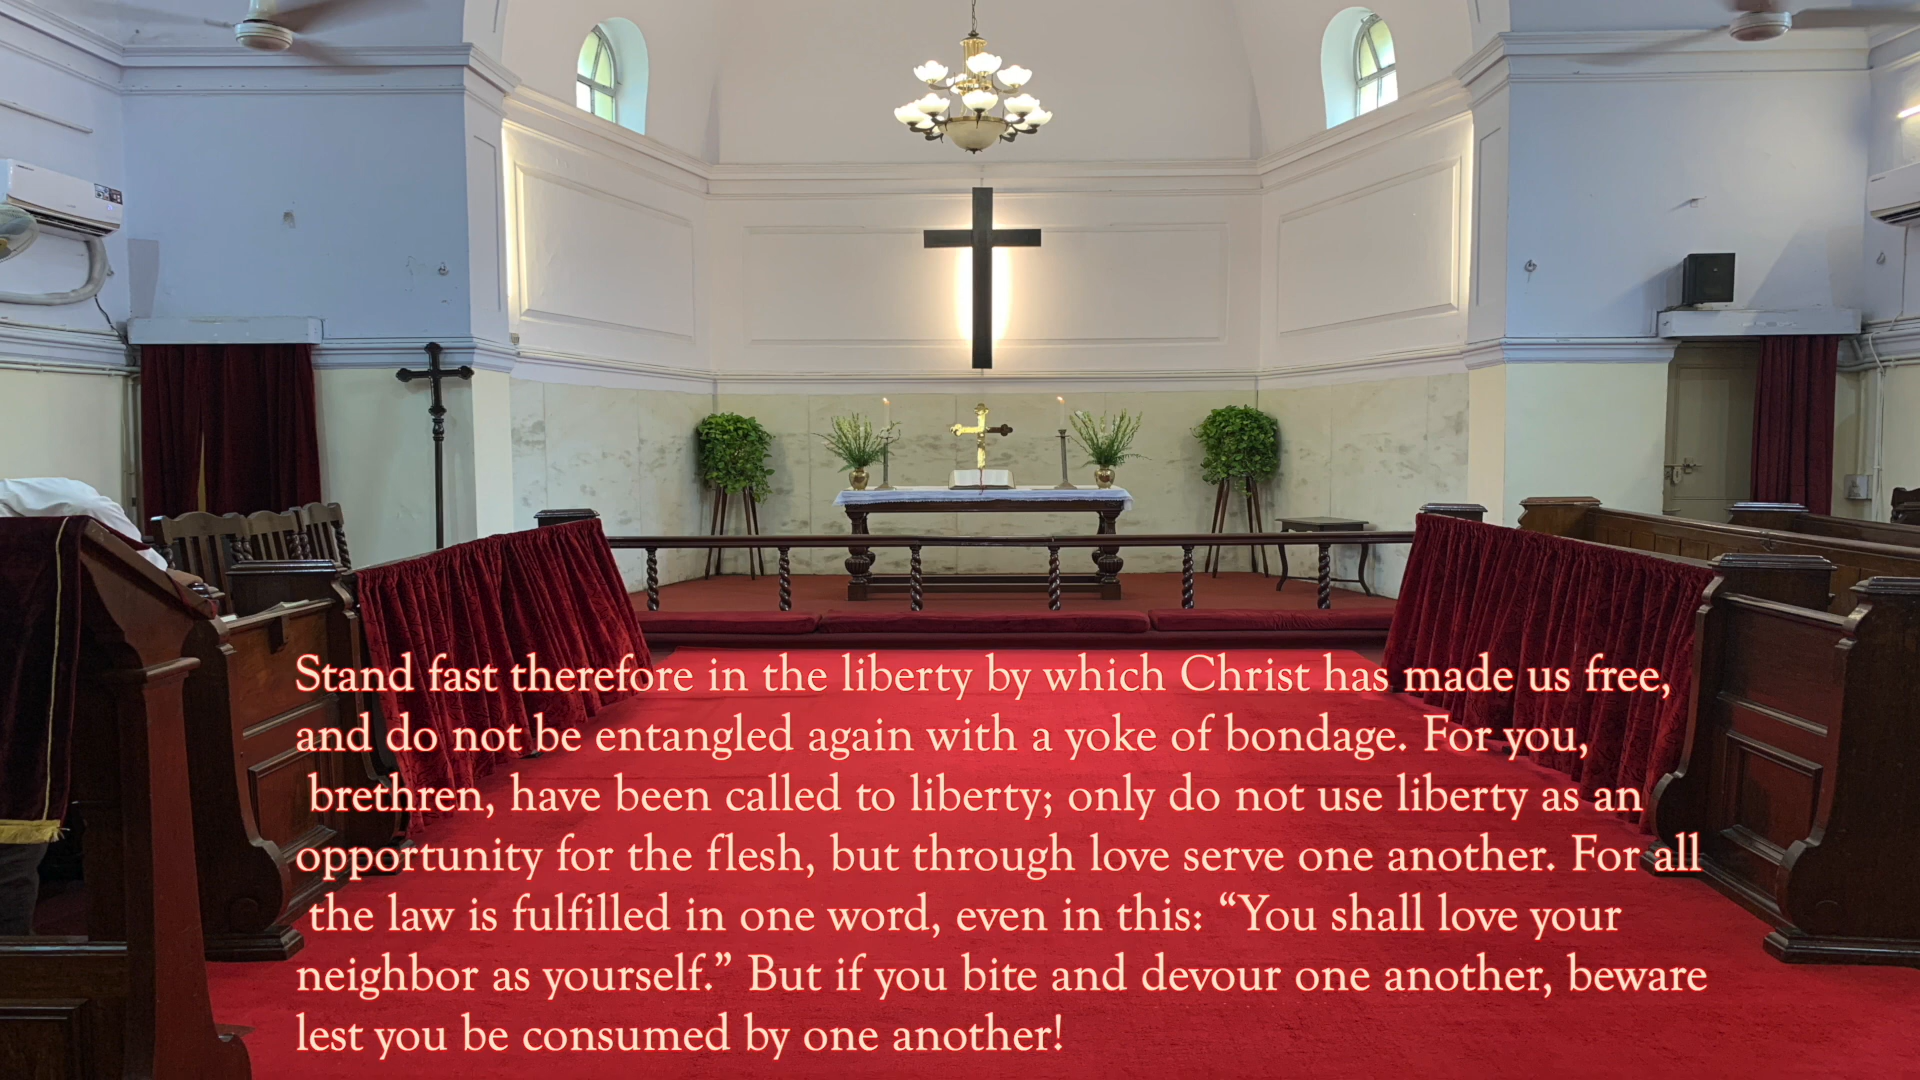 Stand fast therefore in the liberty by which Christ has made us free,
and do not be entangled again with a yoke of bondage. For you,
brethren, have been called to liberty; only do not use liberty as an
opportunity for the flesh, but through love serve one another. For all
the law is fulfilled in one word, even in this: “You shall love your
neighbor as yourself.” But if you bite and devour one another, beware
lest you be consumed by one another!